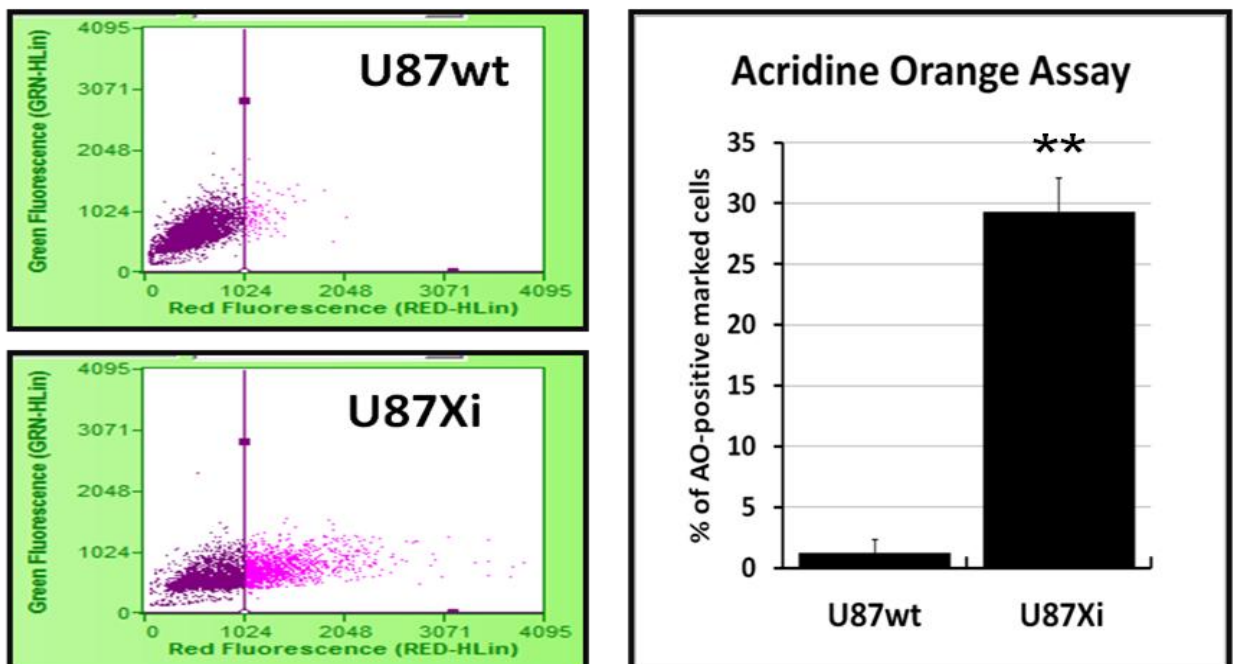 4095
3071
2048
1024
0
Green Fluorescence (GRN-HLin)
U87wt
0 1024 2048 3071 4095
Red Fluorescence (RED-HLin)
4095
3071
2048
1024
0
Green Fluorescence (GRN-HLin)
U87Xi
0 1024 2048 3071 4095
Red Fluorescence (RED-HLin)
Acridine Orange Assay
% of AO-positive marked cells
35
30
25
20
15
10
5
0
**
U87wt U87Xi